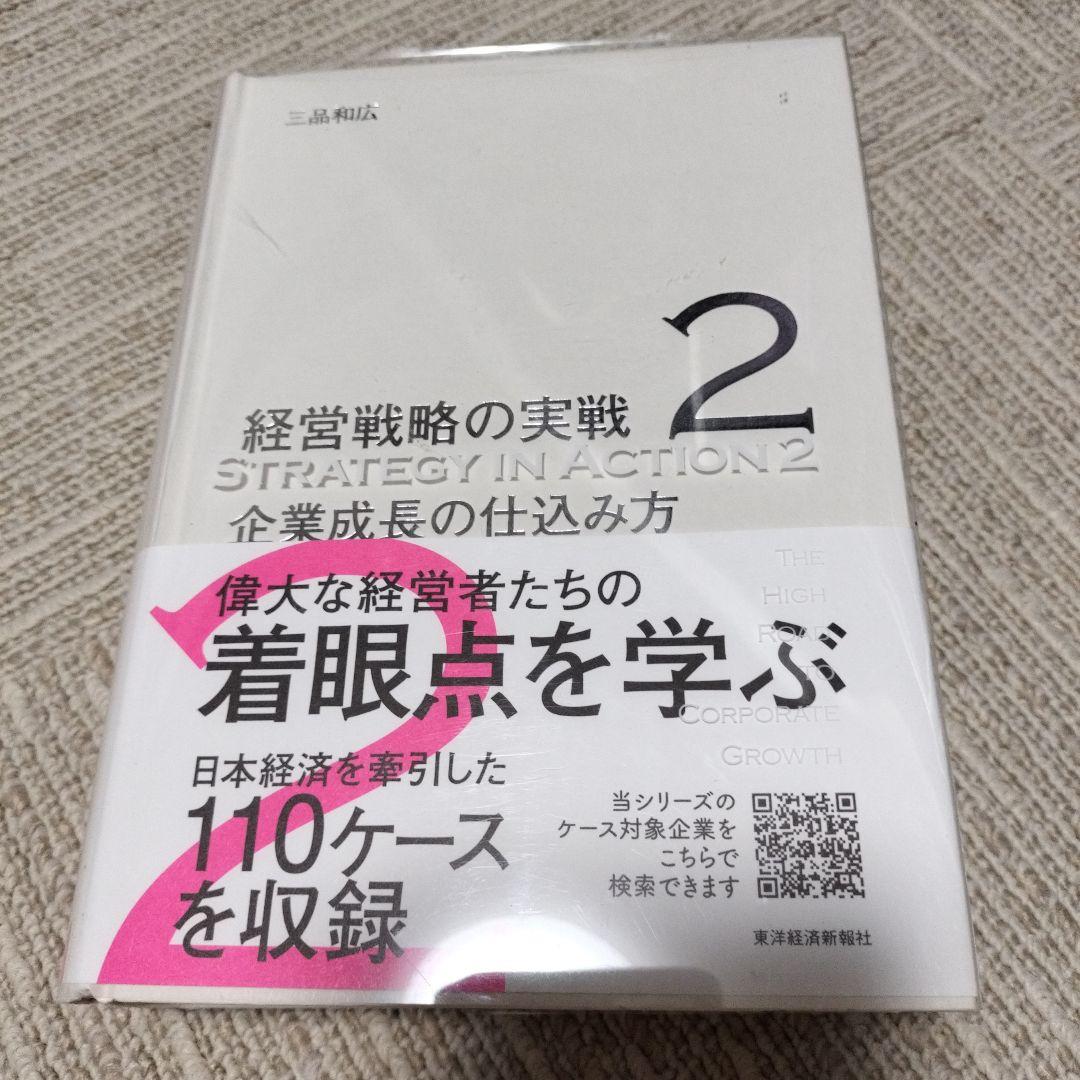 三品和広
2
経営戦略の実戦
STRATEGY IN ACTION 2
企業成長の仕込み方
THE
HIGH
ROAD
TO
CORPORATE
GROWTH
2
偉大な経営者たちの
着眼点を学ぶ
日本経済を牽引した
110ケース
を収録
当シリーズの
ケース対象企業を
こちらで
検索できます
東洋経済新報社